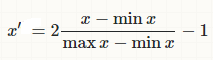 x′ = 2 (x − min x)/(max x − min x) − 1